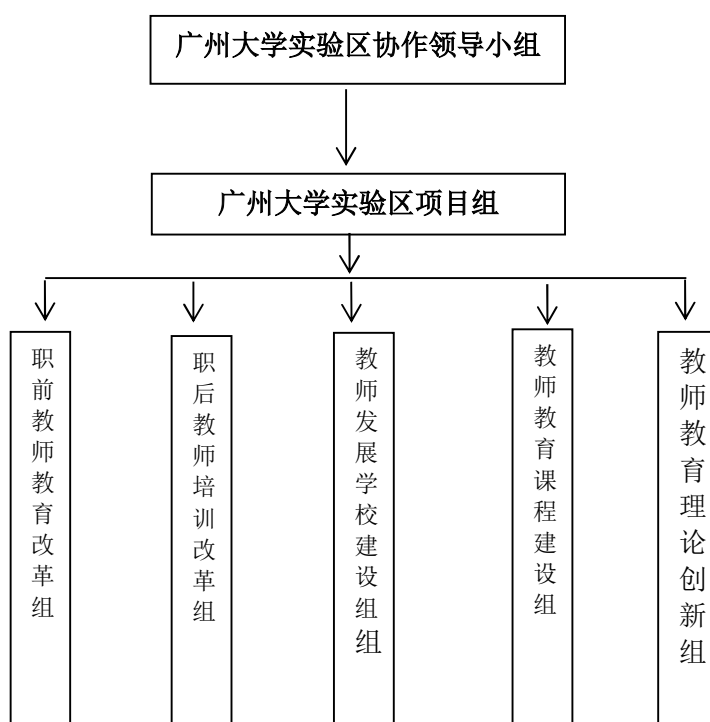 广州大学实验区协作领导小组
广州大学实验区项目组
职前教师教育改革组
职后教师培训改革组
教师发展学校建设组组
教师教育课程建设组
教师教育理论创新组